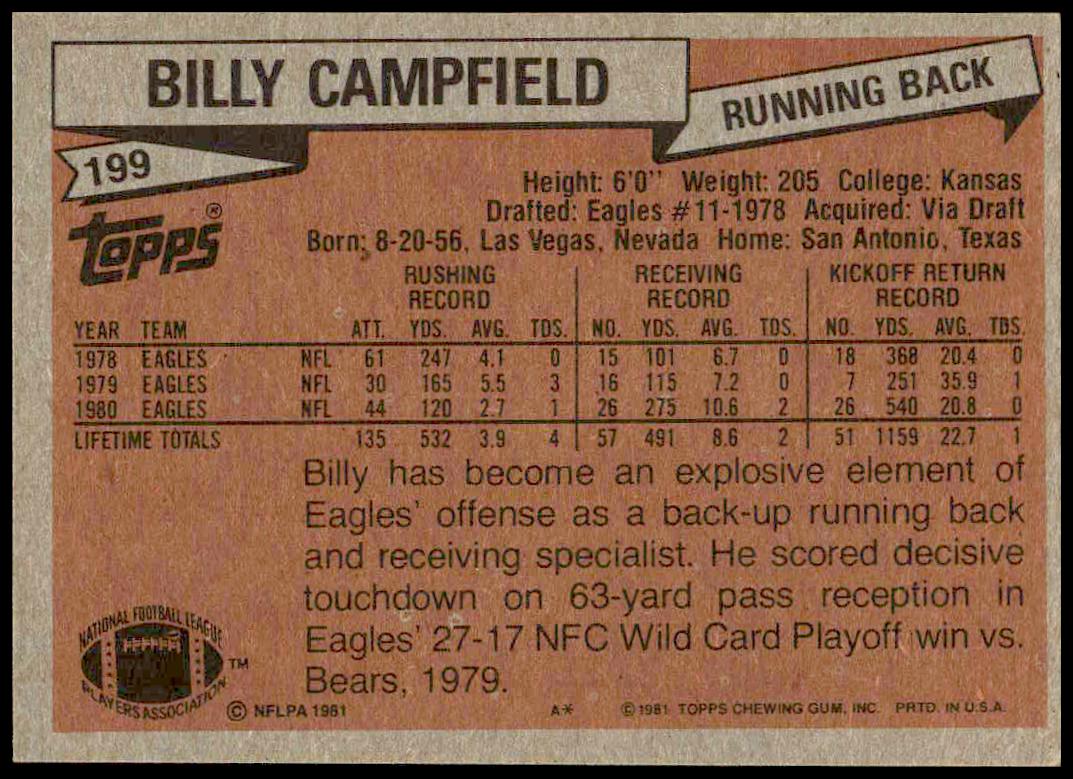 BILLY CAMPFIELD
RUNNING BACK
199
TOPPS®
Height: 6'0" Weight: 205 College: Kansas
Drafted: Eagles #11-1978 Acquired: Via Draft
Born: 8-20-56, Las Vegas, Nevada Home: San Antonio, Texas
RUSHING RECORD RECEIVING RECORD KICKOFF RETURN RECORD
YEAR TEAM ATT. YDS. AVG. TDS. NO. YDS. AVG. TDS. NO. YDS. AVG. TDS.
1978 EAGLES NFL 61 247 4.1 0 15 101 6.7 0 18 368 20.4 0
1979 EAGLES NFL 30 165 5.5 3 16 115 7.2 0 7 251 35.9 1
1980 EAGLES NFL 44 120 2.7 1 26 275 10.6 2 26 540 20.8 0
LIFETIME TOTALS 135 532 3.9 4 57 491 8.6 2 51 1159 22.7 1
Billy has become an explosive element of
Eagles' offense as a back-up running back
and receiving specialist. He scored decisive
touchdown on 63-yard pass reception in
Eagles' 27-17 NFC Wild Card Playoff win vs.
Bears, 1979.
NATIONAL FOOTBALL LEAGUE
PLAYERS ASSOCIATION
TM
© NFLPA 1981 A* ©1981 TOPPS CHEWING GUM, INC. PRTD. IN U.S.A.